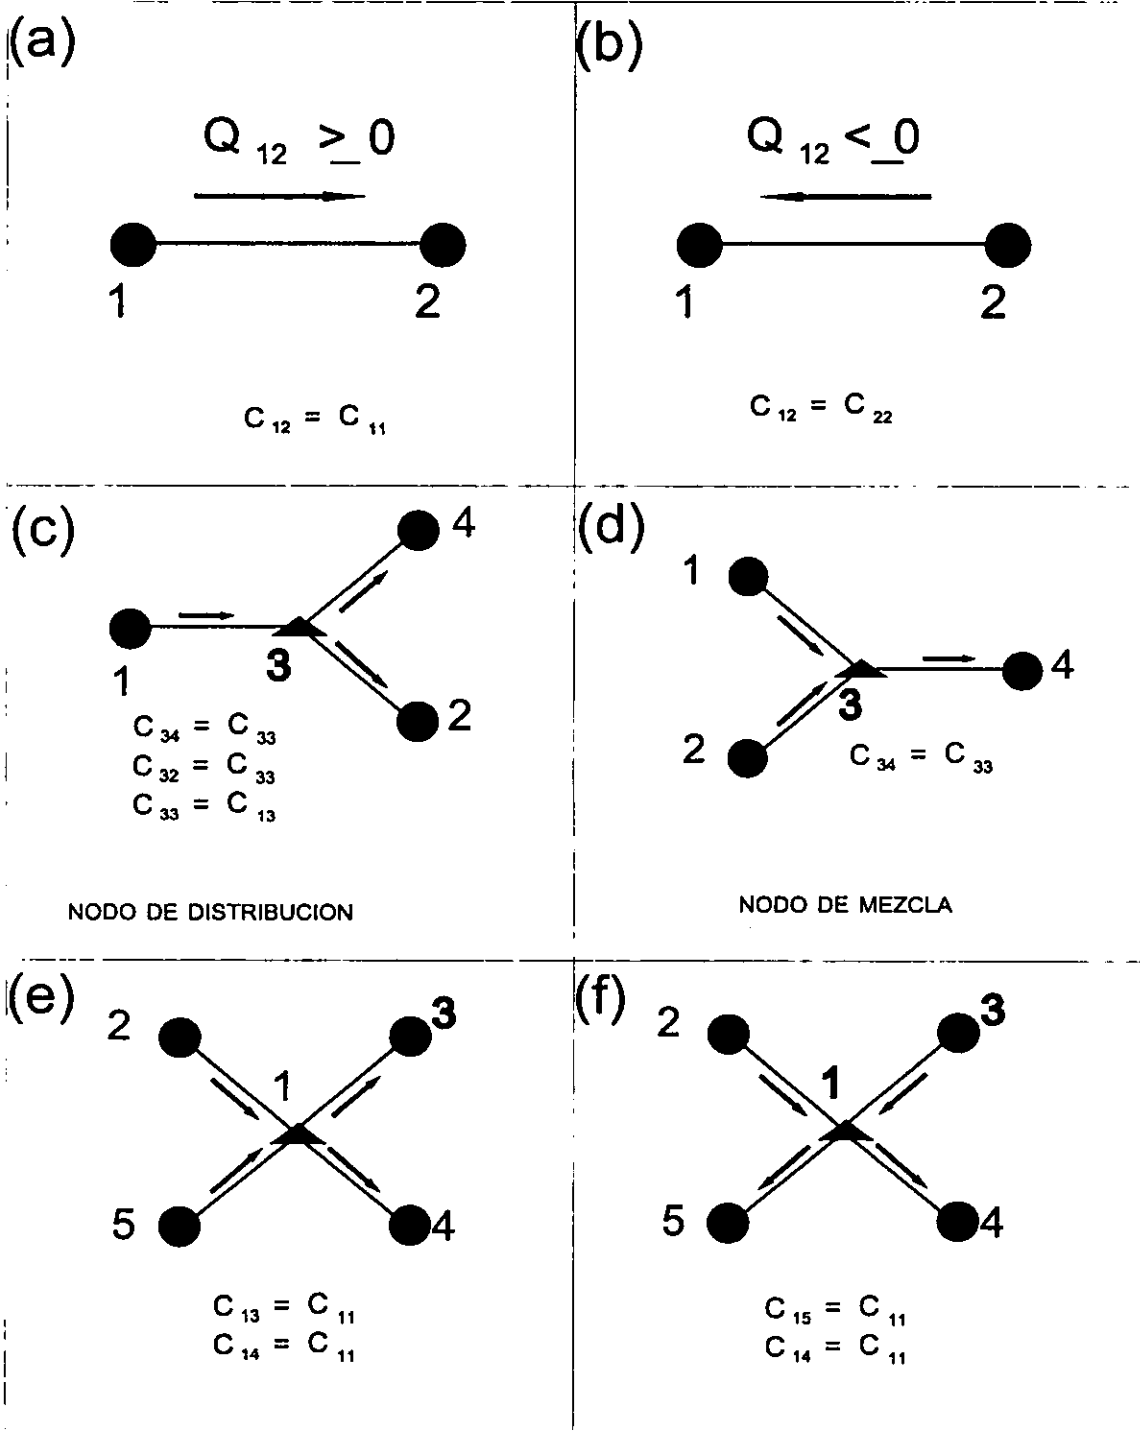 (a)
Q 12 >_ 0
1 2
C 12 = C 11
(b)
Q 12 <_0
1 2
C 12 = C 22
(c)
4
1
3
2
C 34 = C 33
C 32 = C 33
C 33 = C 13
NODO DE DISTRIBUCION
(d)
1
4
3
2
C 34 = C 33
NODO DE MEZCLA
(e)
2
3
1
5
4
C 13 = C 11
C 14 = C 11
(f)
2
3
1
5
4
C 15 = C 11
C 14 = C 11